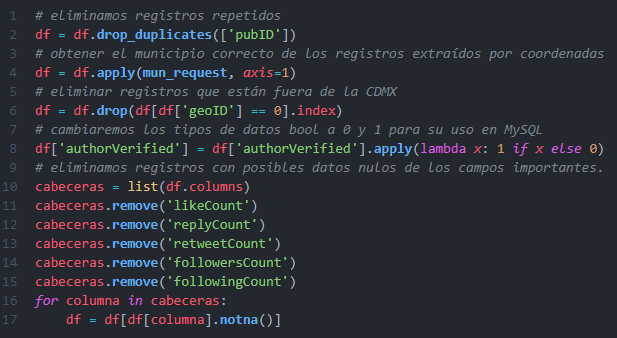 1 # eliminamos registros repetidos
2 df = df.drop_duplicates(['pubID'])
3 # obtener el municipio correcto de los registros extraídos por coordenadas
4 df = df.apply(mun_request, axis=1)
5 # eliminar registros que están fuera de la CDMX
6 df = df.drop(df[df['geoID'] == 0].index)
7 # cambiaremos los tipos de datos bool a 0 y 1 para su uso en MySQL
8 df['authorVerified'] = df['authorVerified'].apply(lambda x: 1 if x else 0)
9 # eliminamos registros con posibles datos nulos de los campos importantes.
10 cabeceras = list(df.columns)
11 cabeceras.remove('likeCount')
12 cabeceras.remove('replyCount')
13 cabeceras.remove('retweetCount')
14 cabeceras.remove('followersCount')
15 cabeceras.remove('followingCount')
16 for columna in cabeceras:
17     df = df[df[columna].notna()]